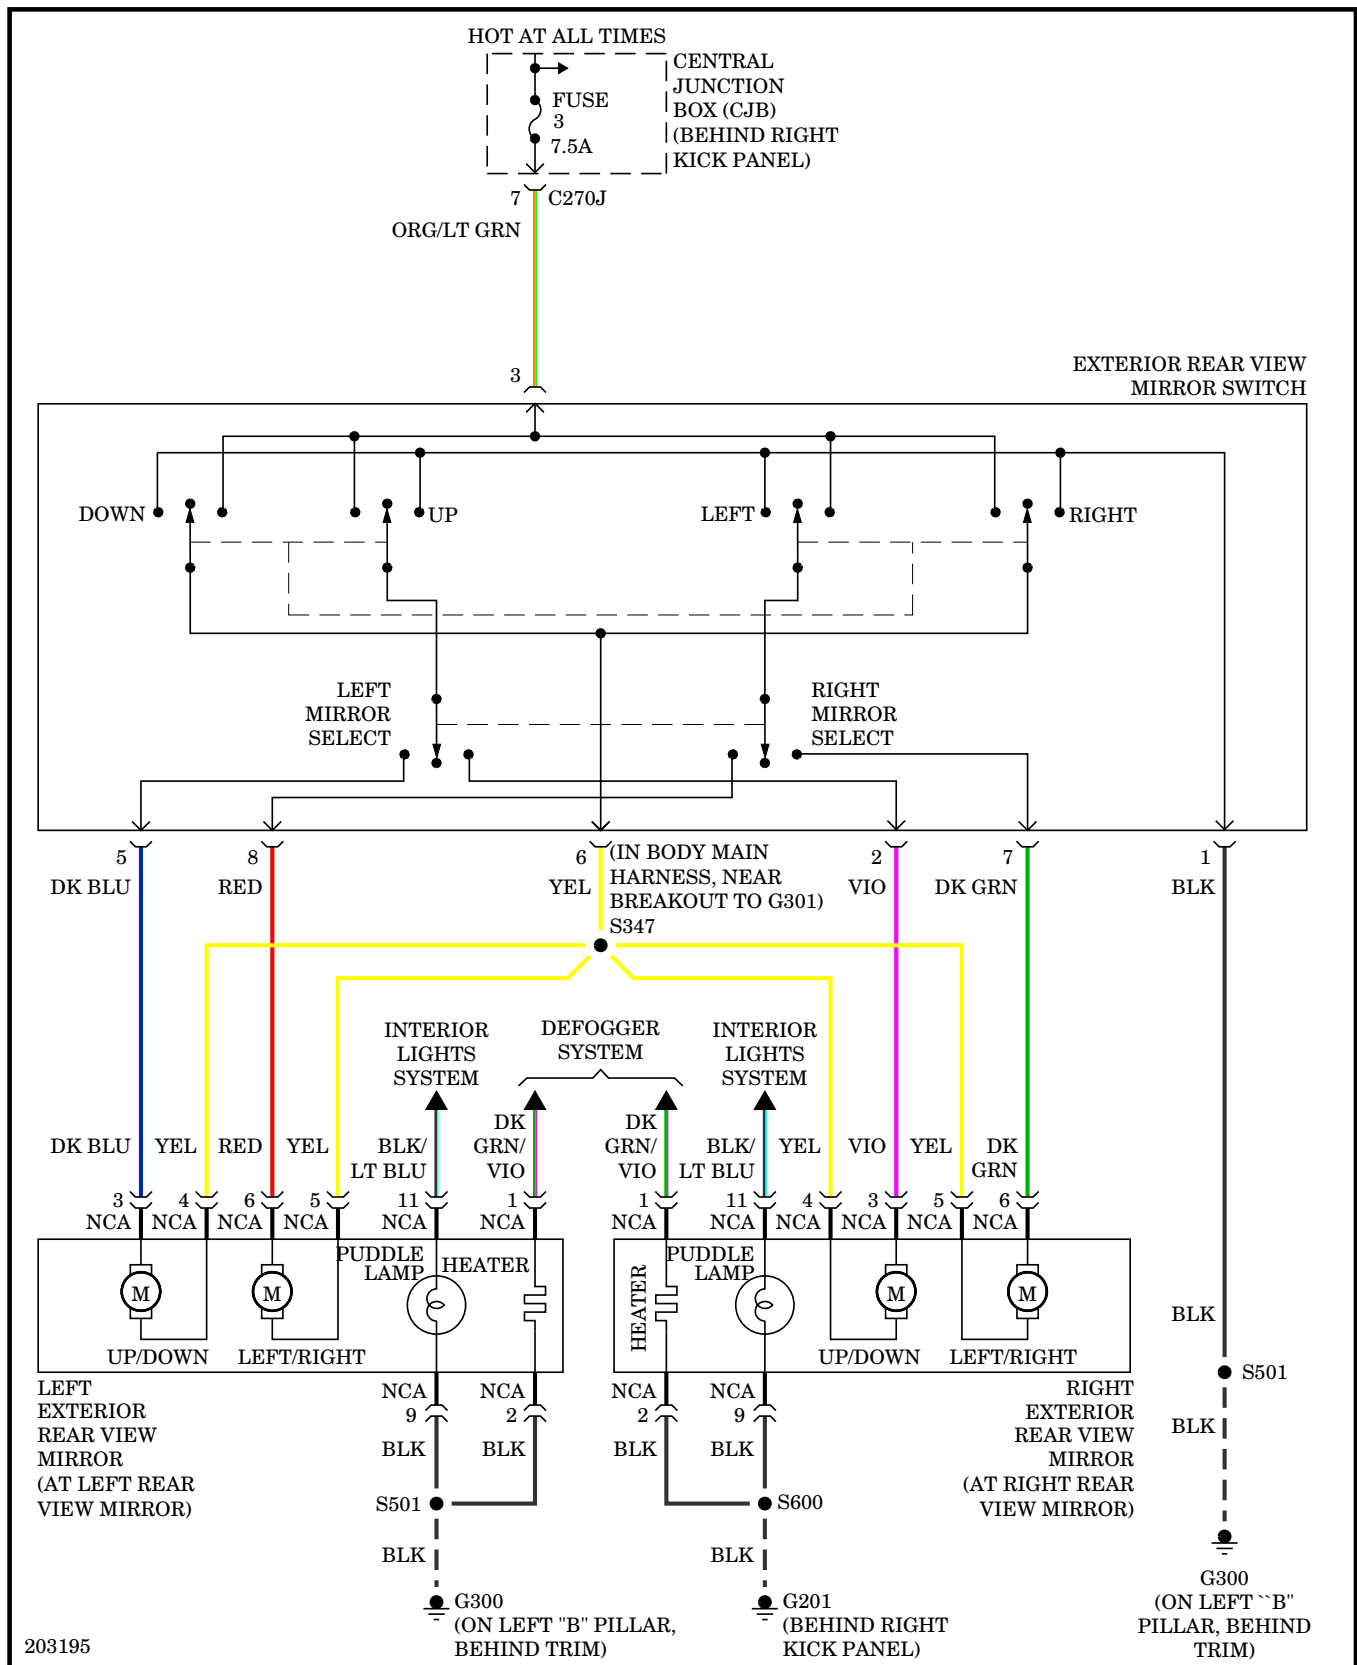 HOT AT ALL TIMES
CENTRAL
JUNCTION
BOX (CJB)
(BEHIND RIGHT
KICK PANEL)
FUSE
3
7.5A
7 C270J
ORG/LT GRN
3
EXTERIOR REAR VIEW
MIRROR SWITCH
DOWN UP LEFT RIGHT
LEFT
MIRROR
SELECT
RIGHT
MIRROR
SELECT
5 8 6 2 7 1
DK BLU RED YEL VIO DK GRN BLK
(IN BODY MAIN
HARNESS, NEAR
BREAKOUT TO G301)
S347
INTERIOR
LIGHTS
SYSTEM
DEFOGGER
SYSTEM
INTERIOR
LIGHTS
SYSTEM
DK BLU YEL RED YEL
BLK/
LT BLU
DK
GRN/
VIO
DK
GRN/
VIO
BLK/
LT BLU
YEL VIO YEL
DK
GRN
3 4 6 5 11 1 1 11 4 3 5 6
NCA NCA NCA NCA NCA NCA NCA NCA NCA NCA NCA NCA
PUDDLE
LAMP
HEATER
HEATER
PUDDLE
LAMP
M M M M
UP/DOWN LEFT/RIGHT UP/DOWN LEFT/RIGHT
LEFT
EXTERIOR
REAR VIEW
MIRROR
(AT LEFT REAR
VIEW MIRROR)
NCA NCA NCA NCA
9 2 2 9
BLK BLK BLK BLK
RIGHT
EXTERIOR
REAR VIEW
MIRROR
(AT RIGHT REAR
VIEW MIRROR)
S501
BLK
G300
(ON LEFT "B" PILLAR,
BEHIND TRIM)
S600
BLK
G201
(BEHIND RIGHT
KICK PANEL)
BLK
S501
BLK
G300
(ON LEFT ``B"
PILLAR, BEHIND
TRIM)
203195